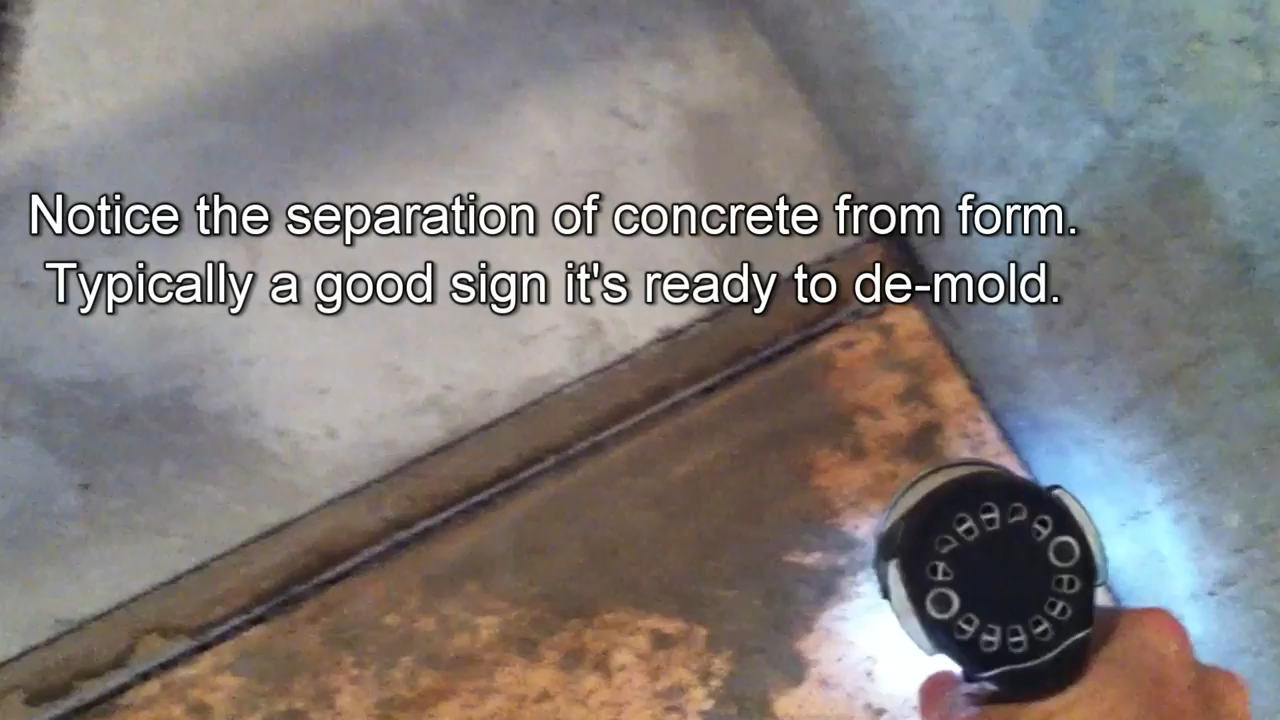 Notice the separation of concrete from form.
Typically a good sign it's ready to de-mold.